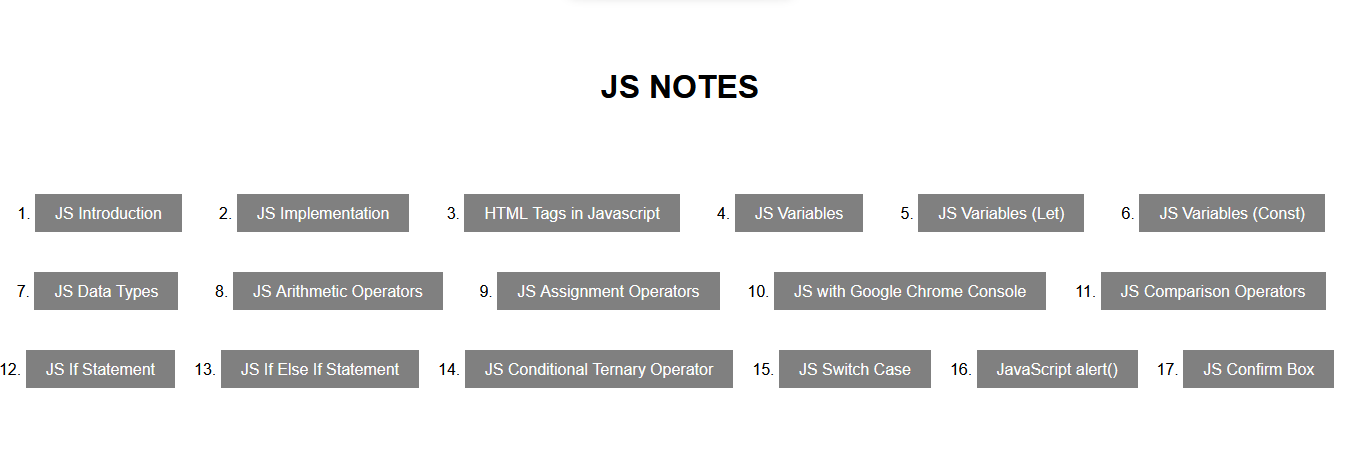 JS NOTES
1. JS Introduction 2. JS Implementation 3. HTML Tags in Javascript 4. JS Variables 5. JS Variables (Let) 6. JS Variables (Const)
7. JS Data Types 8. JS Arithmetic Operators 9. JS Assignment Operators 10. JS with Google Chrome Console 11. JS Comparison Operators
12. JS If Statement 13. JS If Else If Statement 14. JS Conditional Ternary Operator 15. JS Switch Case 16. JavaScript alert() 17. JS Confirm Box